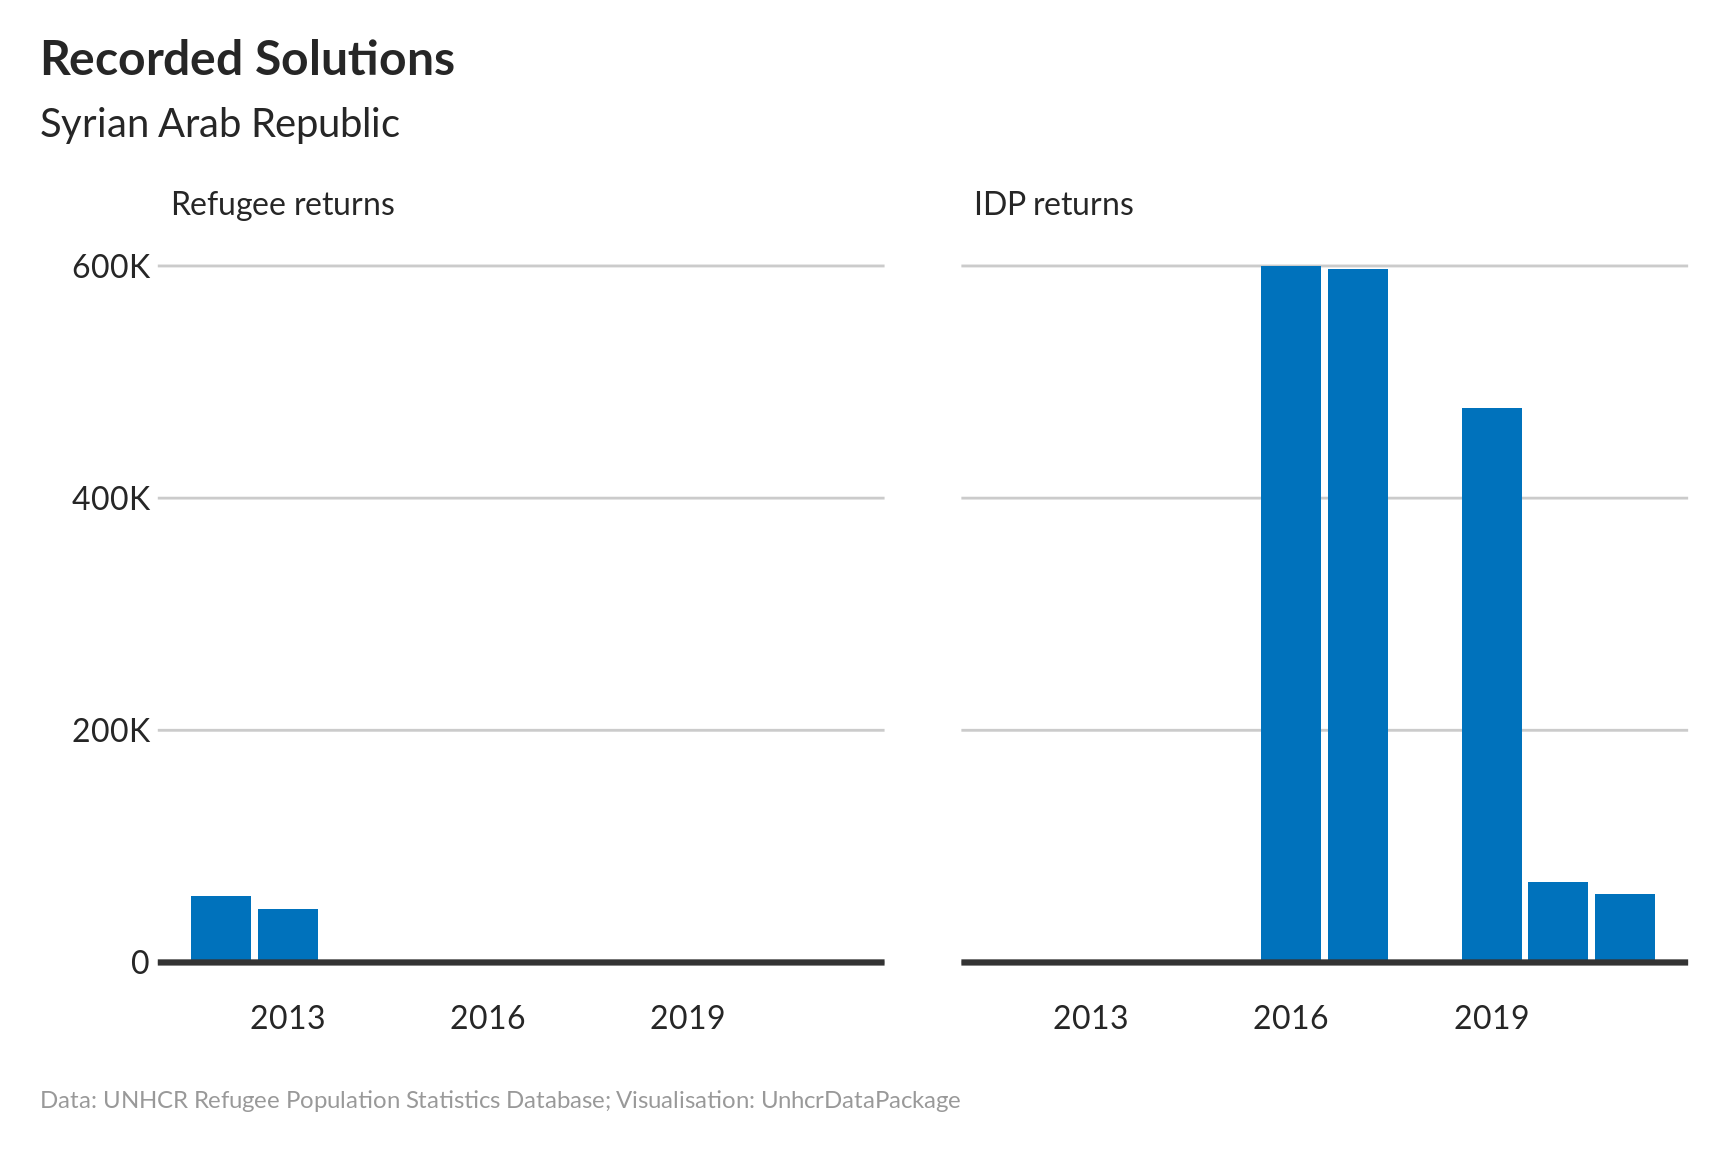 Recorded Solutions
Syrian Arab Republic
Refugee returns
IDP returns
600K
400K
200K
0
2013 2016 2019
2013 2016 2019
Data: UNHCR Refugee Population Statistics Database; Visualisation: UnhcrDataPackage